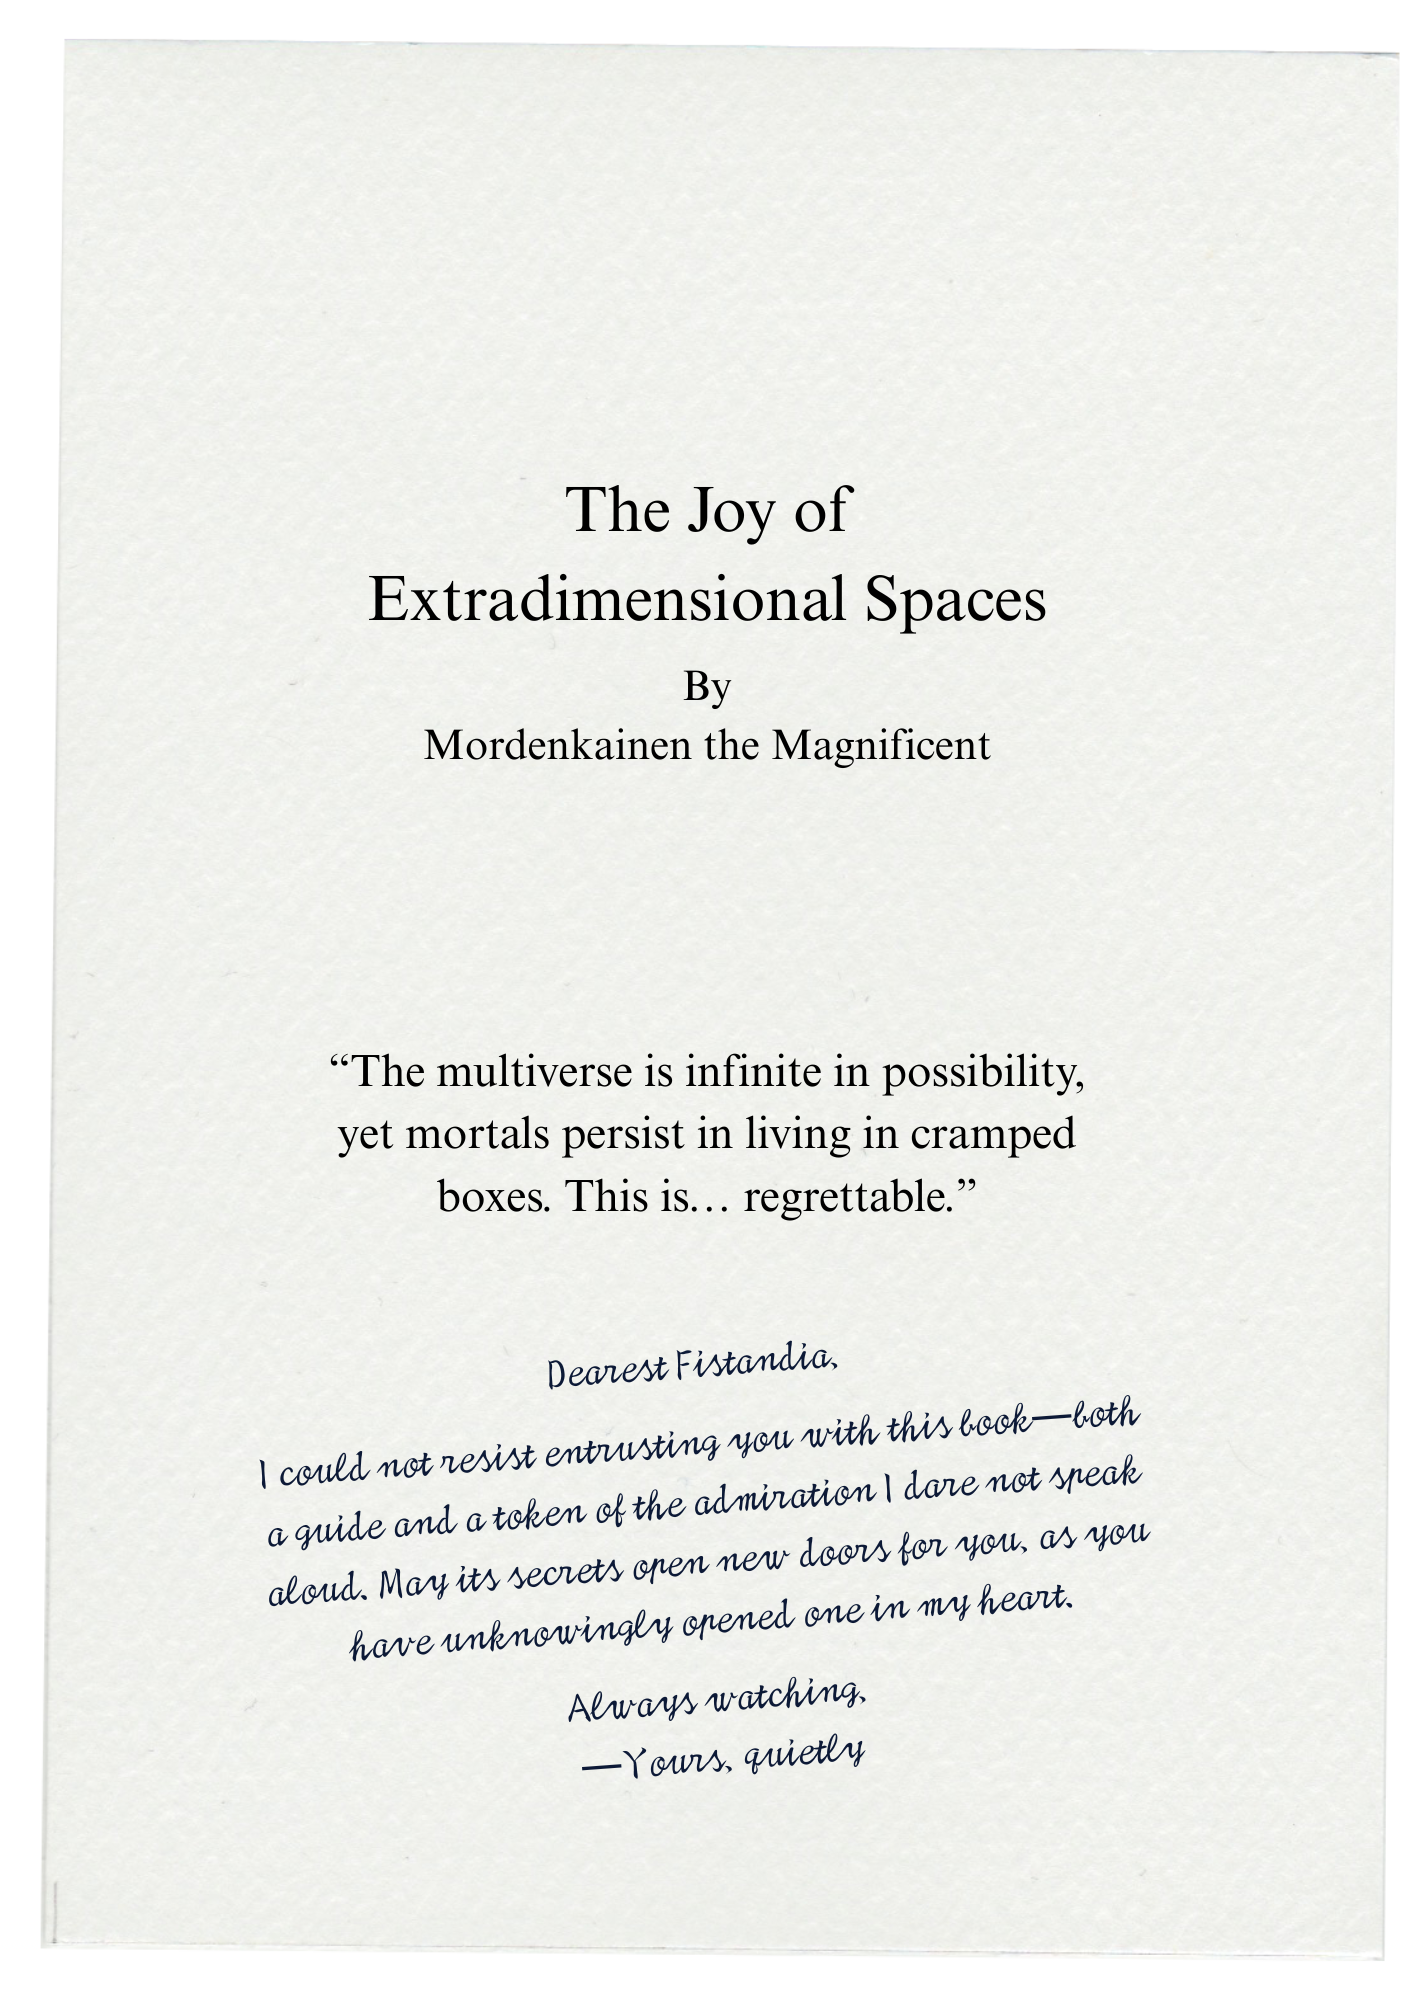 The Joy of
Extradimensional Spaces
By
Mordenkainen the Magnificent
“The multiverse is infinite in possibility,
yet mortals persist in living in cramped
boxes. This is… regrettable.”
Dearest Fistandia,
I could not resist entrusting you with this book—both
a guide and a token of the admiration I dare not speak
aloud. May its secrets open new doors for you, as you
have unknowingly opened one in my heart.
Always watching,
—Yours, quietly